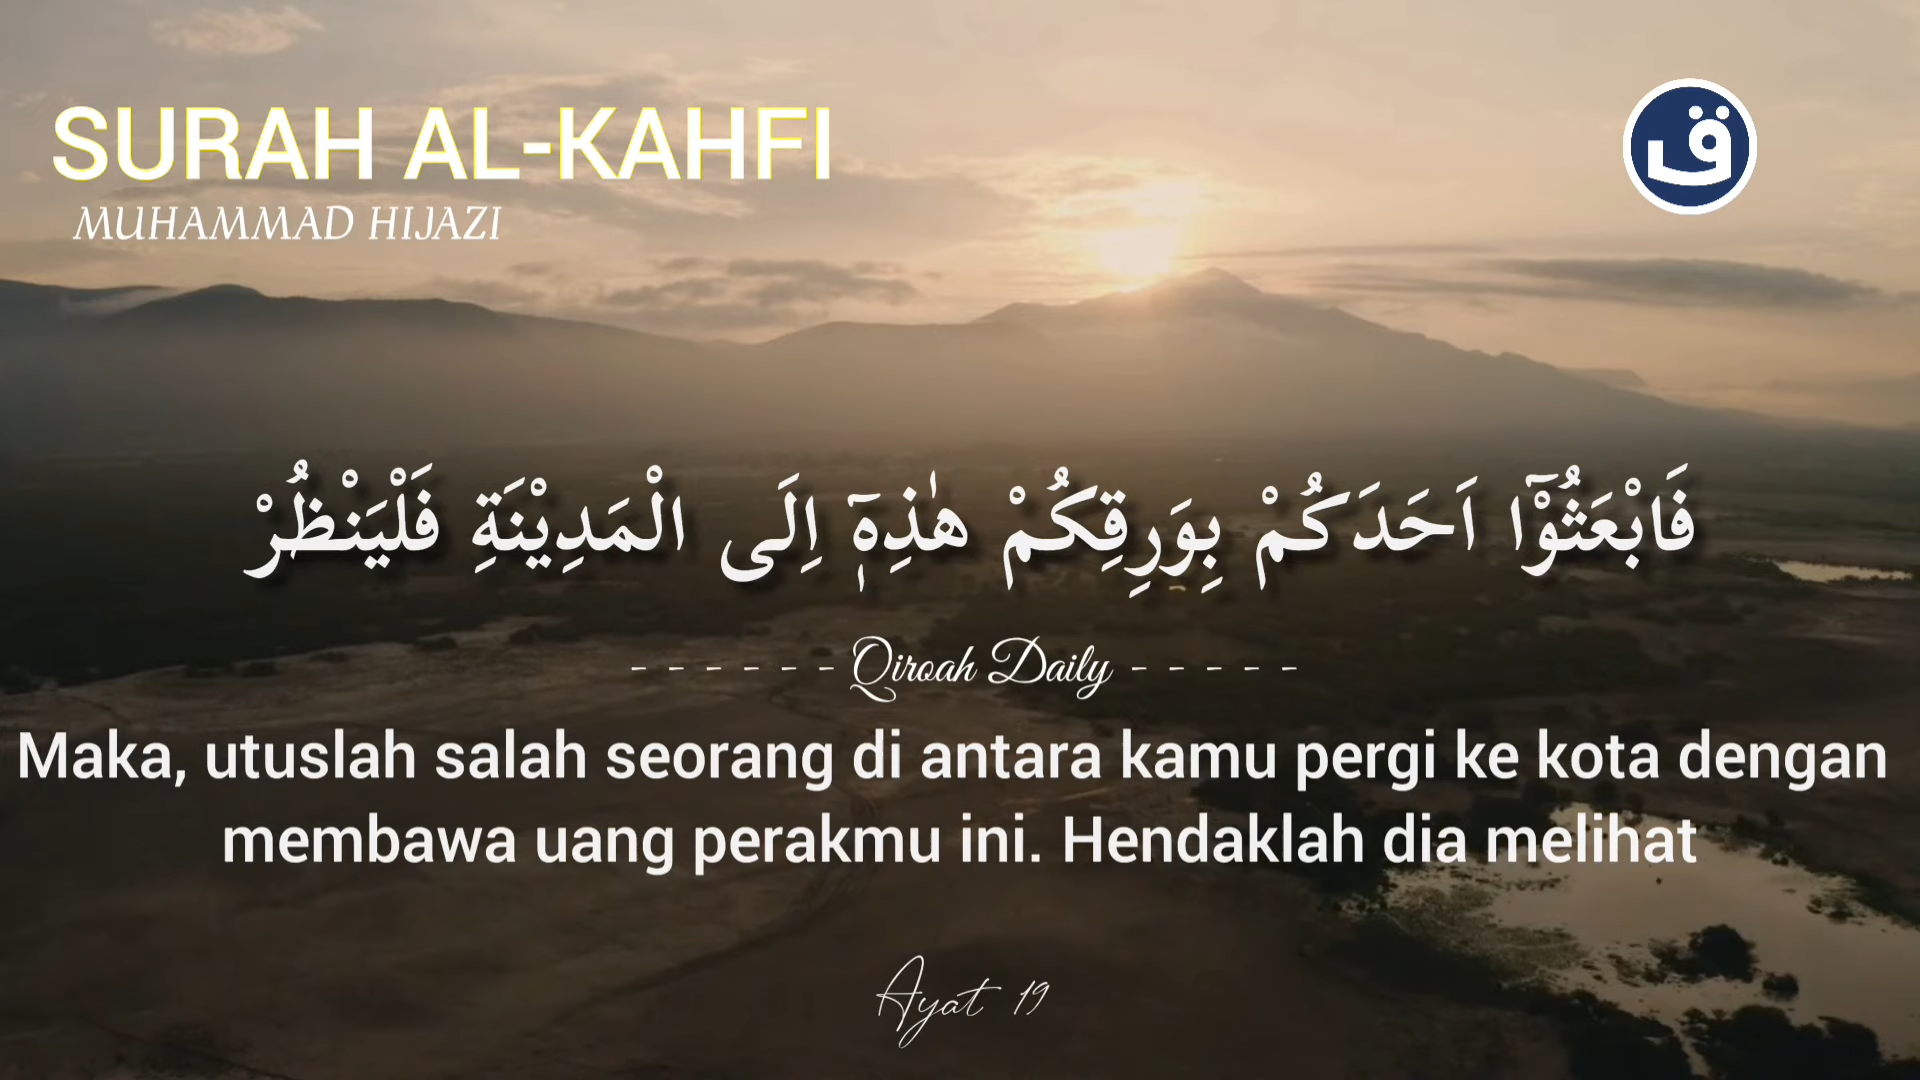 SURAH AL-KAHFI
MUHAMMAD HIJAZI
ق
فَابْعَثُوْٓا اَحَدَكُمْ بِوَرِقِكُمْ هٰذِهٖٓ اِلَى الْمَدِيْنَةِ فَلْيَنْظُرْ
- - - - - - Qiroah Daily - - - - -
Maka, utuslah salah seorang di antara kamu pergi ke kota dengan
membawa uang perakmu ini. Hendaklah dia melihat
Ayat 19